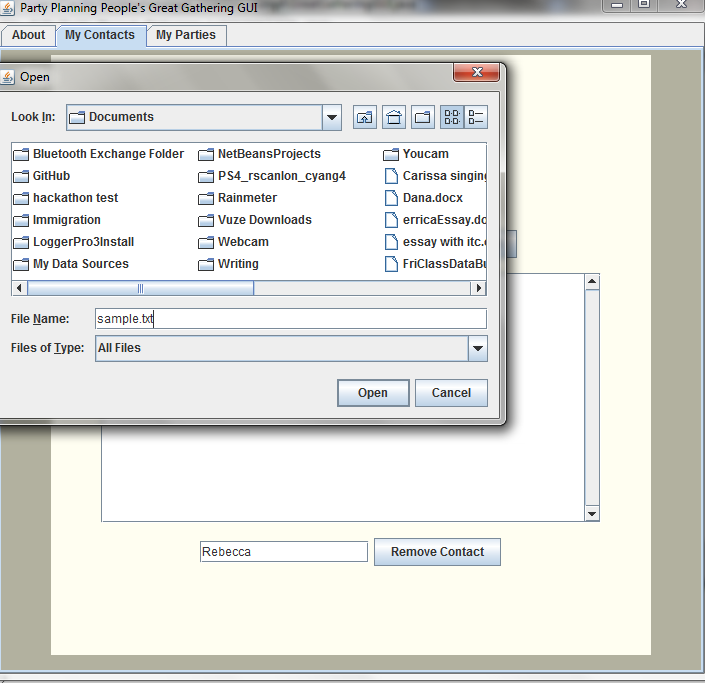 Party Planning People's Great Gathering GUI
About My Contacts My Parties
Open
Look In: Documents
Bluetooth Exchange Folder NetBeansProjects Youcam
GitHub PS4_rscanlon_cyang4 Carissa singing
hackathon test Rainmeter Dana.docx
Immigration Vuze Downloads erricaEssay.do
LoggerPro3Install Webcam essay with itc.
My Data Sources Writing FriClassDataBu
File Name: sample.txt
Files of Type: All Files
Open Cancel
Rebecca Remove Contact